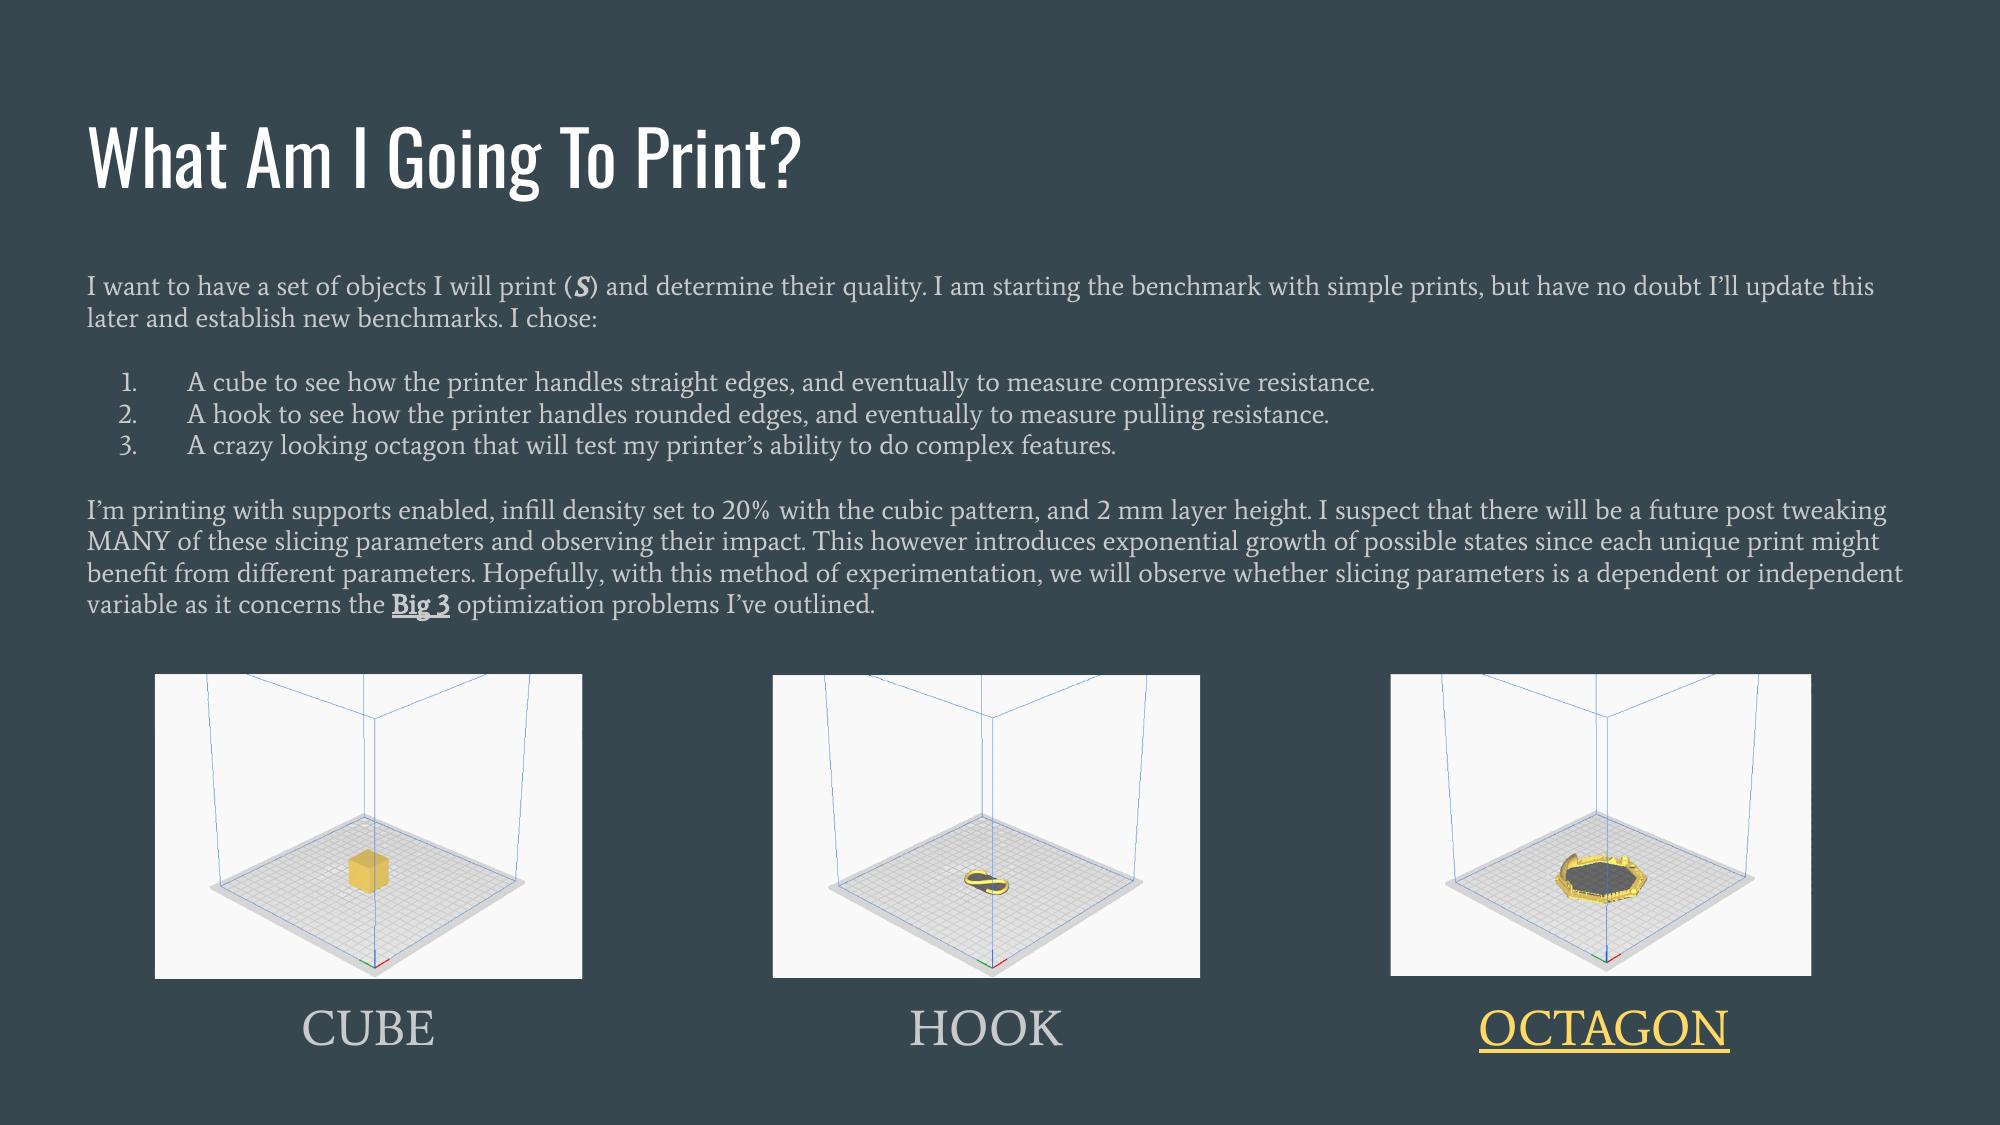 What Am I Going To Print?
I want to have a set of objects I will print (S) and determine their quality. I am starting the benchmark with simple prints, but have no doubt I’ll update this
later and establish new benchmarks. I chose:
1. A cube to see how the printer handles straight edges, and eventually to measure compressive resistance.
2. A hook to see how the printer handles rounded edges, and eventually to measure pulling resistance.
3. A crazy looking octagon that will test my printer’s ability to do complex features.
I’m printing with supports enabled, infill density set to 20% with the cubic pattern, and 2 mm layer height. I suspect that there will be a future post tweaking
MANY of these slicing parameters and observing their impact. This however introduces exponential growth of possible states since each unique print might
benefit from different parameters. Hopefully, with this method of experimentation, we will observe whether slicing parameters is a dependent or independent
variable as it concerns the Big 3 optimization problems I’ve outlined.
CUBE
HOOK
OCTAGON